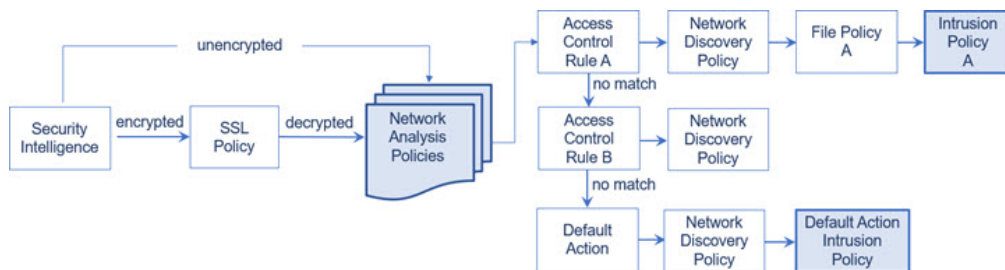 unencrypted
Security
Intelligence
encrypted
SSL
Policy
decrypted
Network
Analysis
Policies
Access
Control
Rule A
Network
Discovery
Policy
File Policy
A
Intrusion
Policy
A
no match
Access
Control
Rule B
Network
Discovery
Policy
no match
Default
Action
Network
Discovery
Policy
Default Action
Intrusion
Policy